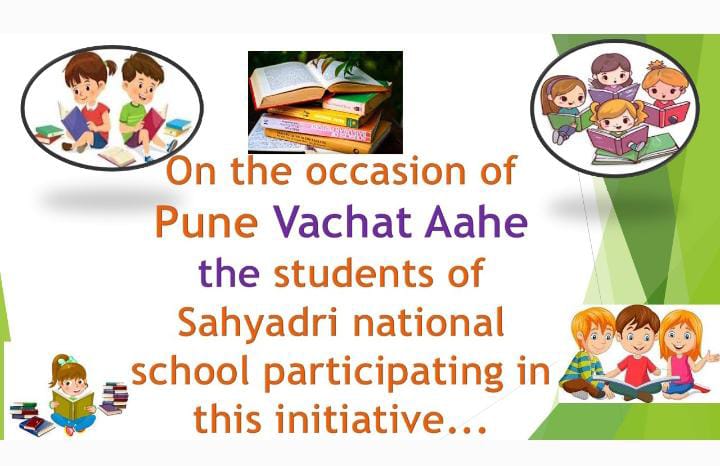 On the occasion of
Pune Vachat Aahe
the students of
Sahyadri national
school participating in
this initiative...